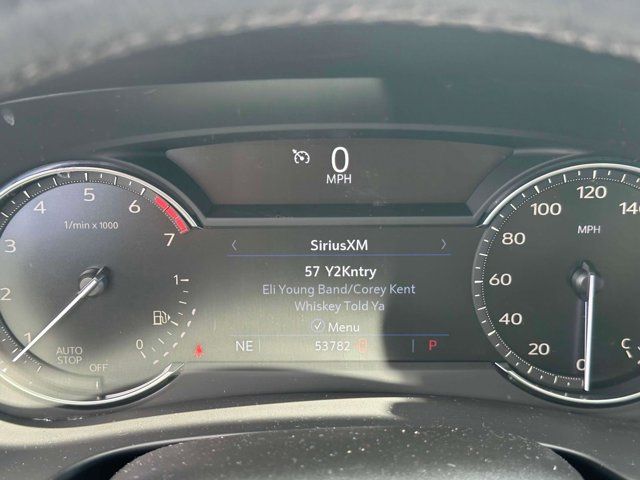 0
MPH
5
4
6
3
1/min x 1000
7
2
1
AUTO
STOP
OFF
1
0
SiriusXM
57 Y2Kntry
Eli Young Band/Corey Kent
Whiskey Told Ya
Menu
NE
53782
P
120
100
140
80
MPH
60
40
20
0
C